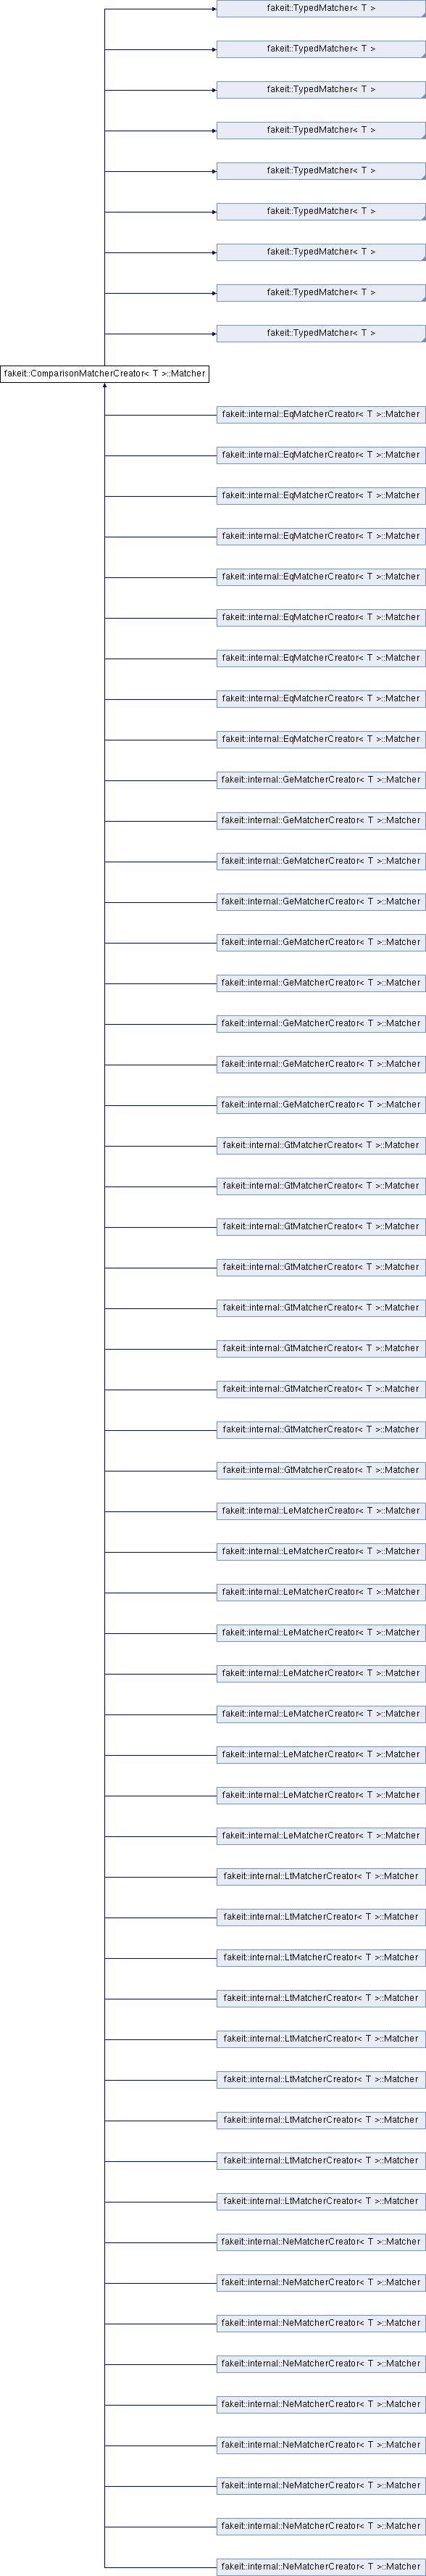 fakeit::TypedMatcher< T >
fakeit::TypedMatcher< T >
fakeit::TypedMatcher< T >
fakeit::TypedMatcher< T >
fakeit::TypedMatcher< T >
fakeit::TypedMatcher< T >
fakeit::TypedMatcher< T >
fakeit::TypedMatcher< T >
fakeit::TypedMatcher< T >
fakeit::ComparisonMatcherCreator< T >::Matcher
fakeit::internal::EqMatcherCreator< T >::Matcher
fakeit::internal::EqMatcherCreator< T >::Matcher
fakeit::internal::EqMatcherCreator< T >::Matcher
fakeit::internal::EqMatcherCreator< T >::Matcher
fakeit::internal::EqMatcherCreator< T >::Matcher
fakeit::internal::EqMatcherCreator< T >::Matcher
fakeit::internal::EqMatcherCreator< T >::Matcher
fakeit::internal::EqMatcherCreator< T >::Matcher
fakeit::internal::EqMatcherCreator< T >::Matcher
fakeit::internal::GeMatcherCreator< T >::Matcher
fakeit::internal::GeMatcherCreator< T >::Matcher
fakeit::internal::GeMatcherCreator< T >::Matcher
fakeit::internal::GeMatcherCreator< T >::Matcher
fakeit::internal::GeMatcherCreator< T >::Matcher
fakeit::internal::GeMatcherCreator< T >::Matcher
fakeit::internal::GeMatcherCreator< T >::Matcher
fakeit::internal::GeMatcherCreator< T >::Matcher
fakeit::internal::GeMatcherCreator< T >::Matcher
fakeit::internal::GtMatcherCreator< T >::Matcher
fakeit::internal::GtMatcherCreator< T >::Matcher
fakeit::internal::GtMatcherCreator< T >::Matcher
fakeit::internal::GtMatcherCreator< T >::Matcher
fakeit::internal::GtMatcherCreator< T >::Matcher
fakeit::internal::GtMatcherCreator< T >::Matcher
fakeit::internal::GtMatcherCreator< T >::Matcher
fakeit::internal::GtMatcherCreator< T >::Matcher
fakeit::internal::GtMatcherCreator< T >::Matcher
fakeit::internal::LeMatcherCreator< T >::Matcher
fakeit::internal::LeMatcherCreator< T >::Matcher
fakeit::internal::LeMatcherCreator< T >::Matcher
fakeit::internal::LeMatcherCreator< T >::Matcher
fakeit::internal::LeMatcherCreator< T >::Matcher
fakeit::internal::LeMatcherCreator< T >::Matcher
fakeit::internal::LeMatcherCreator< T >::Matcher
fakeit::internal::LeMatcherCreator< T >::Matcher
fakeit::internal::LeMatcherCreator< T >::Matcher
fakeit::internal::LtMatcherCreator< T >::Matcher
fakeit::internal::LtMatcherCreator< T >::Matcher
fakeit::internal::LtMatcherCreator< T >::Matcher
fakeit::internal::LtMatcherCreator< T >::Matcher
fakeit::internal::LtMatcherCreator< T >::Matcher
fakeit::internal::LtMatcherCreator< T >::Matcher
fakeit::internal::LtMatcherCreator< T >::Matcher
fakeit::internal::LtMatcherCreator< T >::Matcher
fakeit::internal::LtMatcherCreator< T >::Matcher
fakeit::internal::NeMatcherCreator< T >::Matcher
fakeit::internal::NeMatcherCreator< T >::Matcher
fakeit::internal::NeMatcherCreator< T >::Matcher
fakeit::internal::NeMatcherCreator< T >::Matcher
fakeit::internal::NeMatcherCreator< T >::Matcher
fakeit::internal::NeMatcherCreator< T >::Matcher
fakeit::internal::NeMatcherCreator< T >::Matcher
fakeit::internal::NeMatcherCreator< T >::Matcher
fakeit::internal::NeMatcherCreator< T >::Matcher